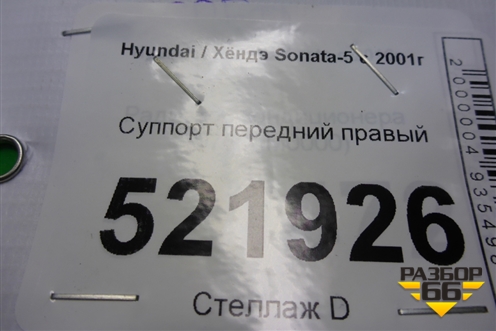 Hyundai / Хёндэ Sonata-5 с 2001г
Суппорт передний правый
521926
Стеллаж D
РАЗБОР
66